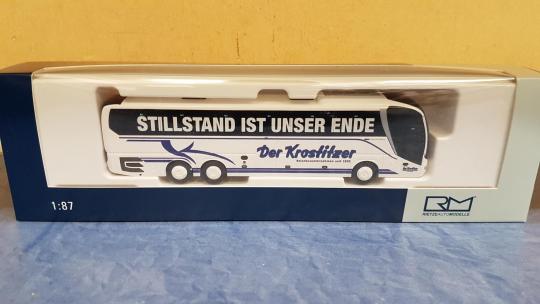 STILLSTAND IST UNSER ENDE
Der Krostitzer
1:87
RM
RIETZE AUTOMODELLE